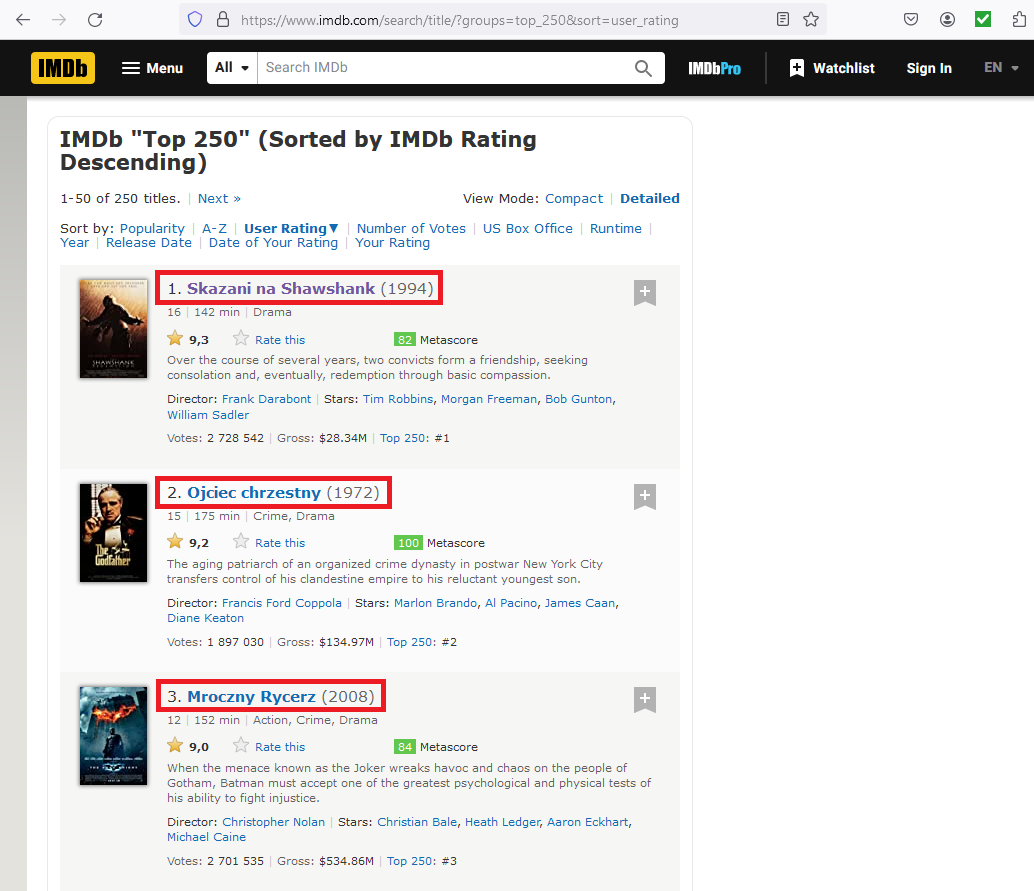 https://www.imdb.com/search/title/?groups=top_250&sort=user_rating
IMDb Menu All Search IMDb IMDbPro Watchlist Sign In EN
IMDb "Top 250" (Sorted by IMDb Rating
Descending)
1-50 of 250 titles. | Next » View Mode: Compact | Detailed
Sort by: Popularity | A-Z | User Rating▼ | Number of Votes | US Box Office | Runtime |
Year | Release Date | Date of Your Rating | Your Rating
1. Skazani na Shawshank (1994)
16 | 142 min | Drama
9,3 Rate this 82 Metascore
Over the course of several years, two convicts form a friendship, seeking
consolation and, eventually, redemption through basic compassion.
Director: Frank Darabont | Stars: Tim Robbins, Morgan Freeman, Bob Gunton,
William Sadler
Votes: 2 728 542 | Gross: $28.34M | Top 250: #1
SHAWSHANK
2. Ojciec chrzestny (1972)
15 | 175 min | Crime, Drama
9,2 Rate this 100 Metascore
The aging patriarch of an organized crime dynasty in postwar New York City
transfers control of his clandestine empire to his reluctant youngest son.
Director: Francis Ford Coppola | Stars: Marlon Brando, Al Pacino, James Caan,
Diane Keaton
Votes: 1 897 030 | Gross: $134.97M | Top 250: #2
The
Godfather
3. Mroczny Rycerz (2008)
12 | 152 min | Action, Crime, Drama
9,0 Rate this 84 Metascore
When the menace known as the Joker wreaks havoc and chaos on the people of
Gotham, Batman must accept one of the greatest psychological and physical tests of
his ability to fight injustice.
Director: Christopher Nolan | Stars: Christian Bale, Heath Ledger, Aaron Eckhart,
Michael Caine
Votes: 2 701 535 | Gross: $534.86M | Top 250: #3